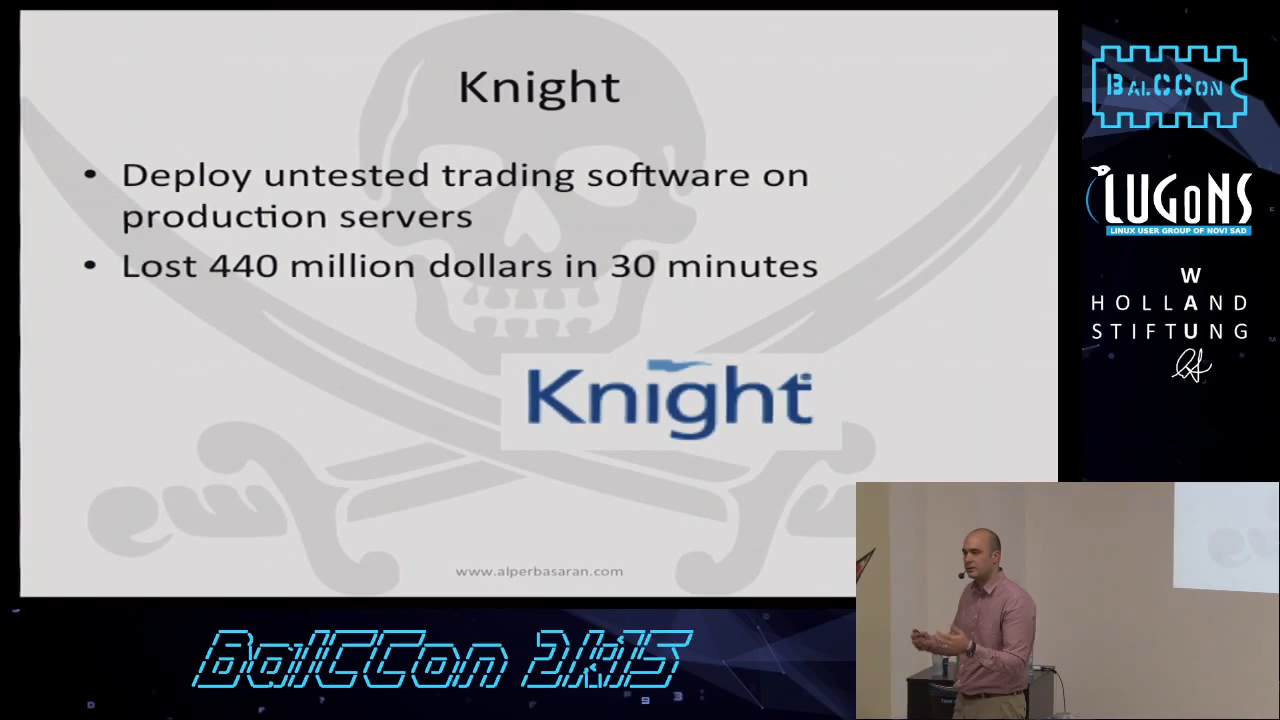 Knight
• Deploy untested trading software on
production servers
• Lost 440 million dollars in 30 minutes
Knight
www.alperbasaran.com
BalCCon
LUGoNS
LINUX USER GROUP OF NOVI SAD
W
HOLLAND
A
STIFTUNG
U
BalCCon 2k15